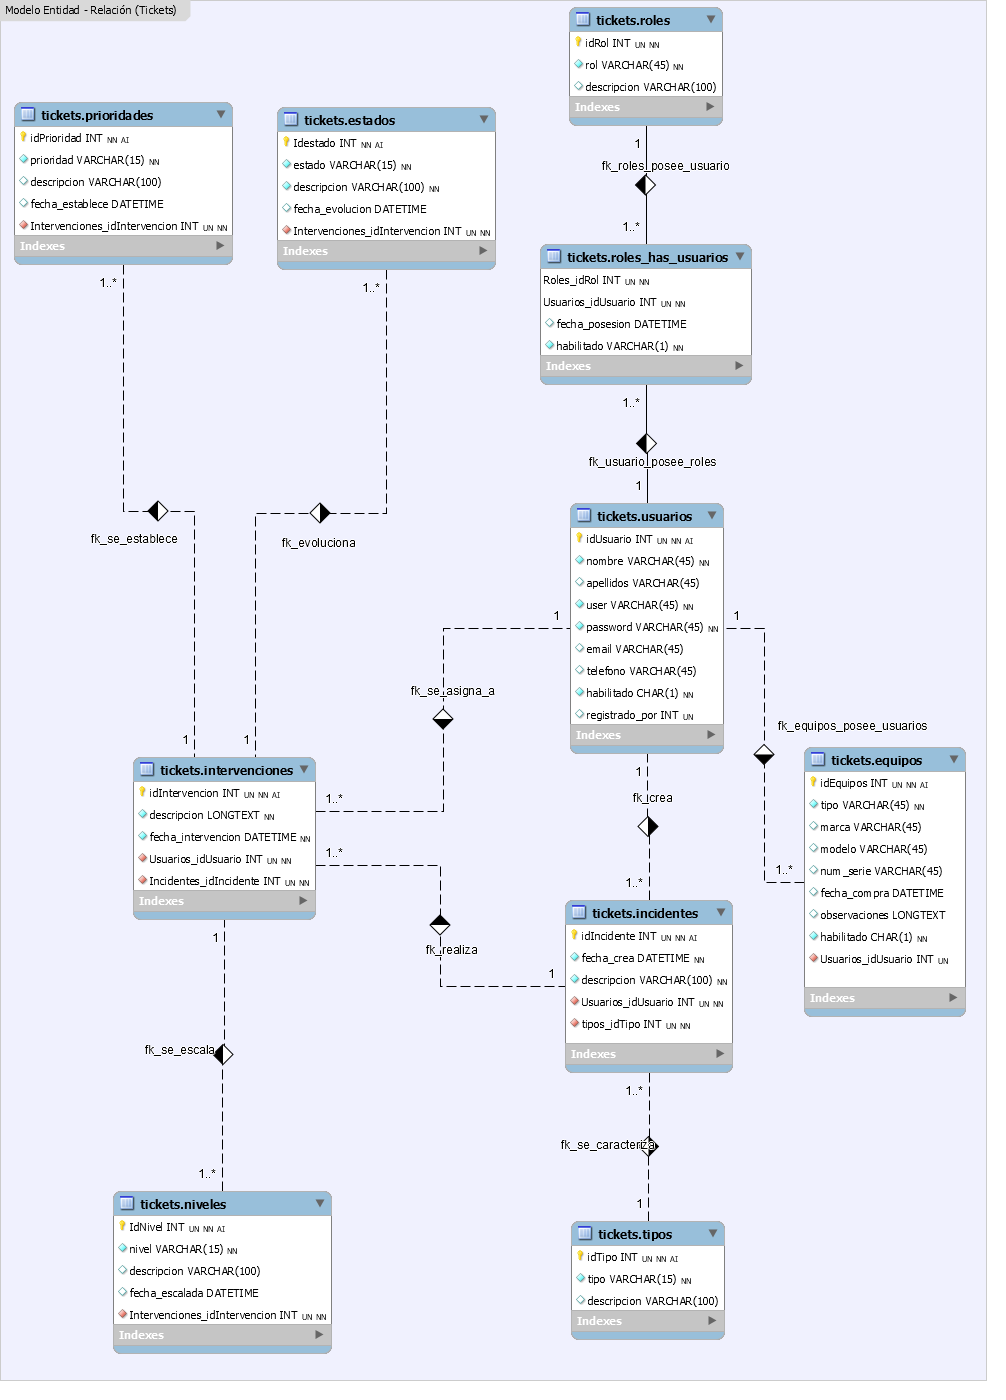 Modelo Entidad - Relación (Tickets)
tickets.roles
idRol INT UN NN
rol VARCHAR(45) NN
descripcion VARCHAR(100)
Indexes
1
fk_roles_posee_usuario
1..*
tickets.prioridades
idPrioridad INT NN AI
prioridad VARCHAR(15) NN
descripcion VARCHAR(100)
fecha_establece DATETIME
Intervenciones_idIntervencion INT UN NN
Indexes
1..*
tickets.estados
Idestado INT NN AI
estado VARCHAR(15) NN
descripcion VARCHAR(100) NN
fecha_evolucion DATETIME
Intervenciones_idIntervencion INT UN NN
Indexes
1..*
tickets.roles_has_usuarios
Roles_idRol INT UN NN
Usuarios_idUsuario INT UN NN
fecha_posesion DATETIME
habilitado VARCHAR(1) NN
Indexes
1..*
fk_usuario_posee_roles
1
fk_se_establece
fk_evoluciona
1
1
tickets.usuarios
idUsuario INT UN NN AI
nombre VARCHAR(45) NN
apellidos VARCHAR(45)
user VARCHAR(45) NN
password VARCHAR(45) NN
email VARCHAR(45)
telefono VARCHAR(45)
habilitado CHAR(1) NN
registrado_por INT UN
Indexes
1
1
fk_se_asigna_a
1..*
fk_equipos_posee_usuarios
1..*
tickets.equipos
idEquipos INT UN NN AI
tipo VARCHAR(45) NN
marca VARCHAR(45)
modelo VARCHAR(45)
num_serie VARCHAR(45)
fecha_compra DATETIME
observaciones LONGTEXT
habilitado CHAR(1) NN
Usuarios_idUsuario INT UN
Indexes
tickets.intervenciones
idIntervencion INT UN NN AI
descripcion LONGTEXT NN
fecha_intervencion DATETIME NN
Usuarios_idUsuario INT UN NN
Incidentes_idIncidente INT UN NN
Indexes
1
fk_crea
1..*
1..*
fk_realiza
1
tickets.incidentes
idIncidente INT UN NN AI
fecha_crea DATETIME NN
descripcion VARCHAR(100) NN
Usuarios_idUsuario INT UN NN
tipos_idTipo INT UN NN
Indexes
1
fk_se_escala
1..*
1..*
fk_se_caracteriza
1
tickets.niveles
IdNivel INT UN NN AI
nivel VARCHAR(15) NN
descripcion VARCHAR(100)
fecha_escalada DATETIME
Intervenciones_idIntervencion INT UN NN
Indexes
tickets.tipos
idTipo INT UN NN AI
tipo VARCHAR(15) NN
descripcion VARCHAR(100)
Indexes